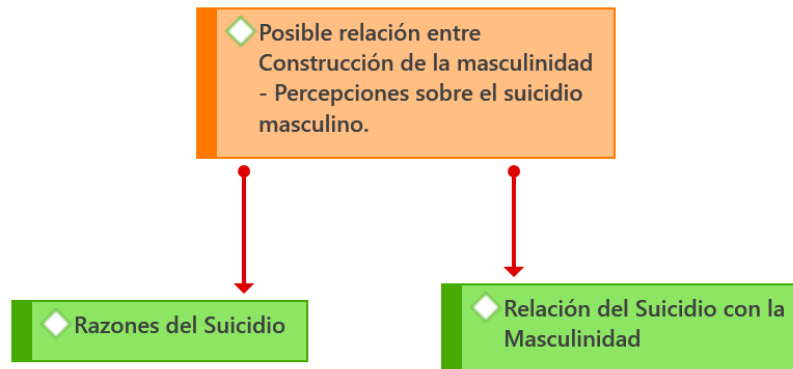 Posible relación entre
Construcción de la masculinidad
- Percepciones sobre el suicidio
masculino.
Razones del Suicidio
Relación del Suicidio con la
Masculinidad